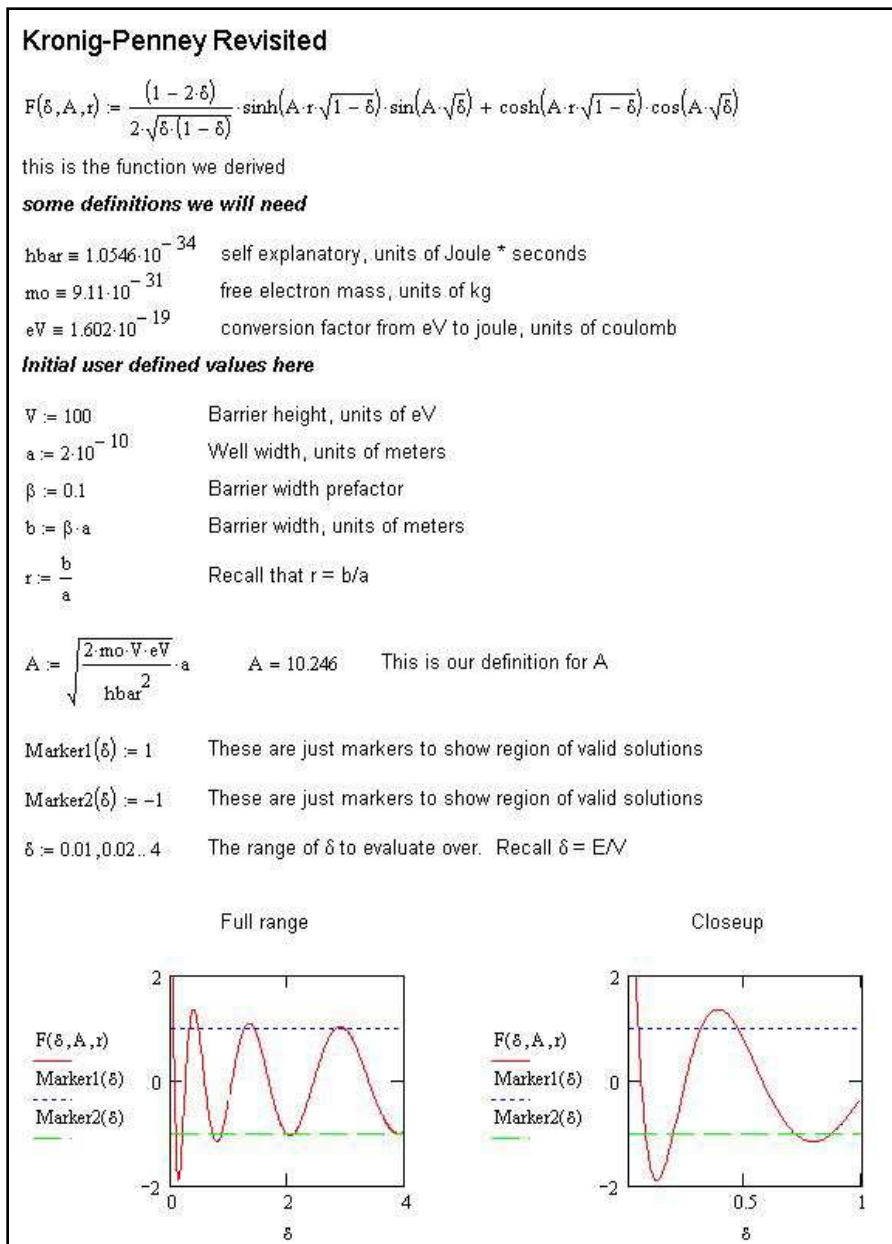 Kronig-Penney Revisited
F(δ,A,r) := (1 − 2·δ) / (2·√(δ·(1 − δ))) ·sinh(A·r·√(1 − δ))·sin(A·√δ) + cosh(A·r·√(1 − δ))·cos(A·√δ)
this is the function we derived
some definitions we will need
hbar ≡ 1.0546·10^−34 self explanatory, units of Joule * seconds
mo ≡ 9.11·10^−31 free electron mass, units of kg
eV ≡ 1.602·10^−19 conversion factor from eV to joule, units of coulomb
Initial user defined values here
V := 100 Barrier height, units of eV
a := 2·10^−10 Well width, units of meters
β := 0.1 Barrier width prefactor
b := β·a Barrier width, units of meters
r := b/a Recall that r = b/a
A := √(2·mo·V·eV / hbar^2)·a A = 10.246 This is our definition for A
Marker1(δ) := 1 These are just markers to show region of valid solutions
Marker2(δ) := −1 These are just markers to show region of valid solutions
δ := 0.01,0.02.. 4 The range of δ to evaluate over. Recall δ = E/V
Full range
2
F(δ,A,r)
Marker1(δ)
0
Marker2(δ)
−2
0 2 4
δ
Closeup
2
F(δ,A,r)
Marker1(δ)
0
Marker2(δ)
−2
0.5 1
δ